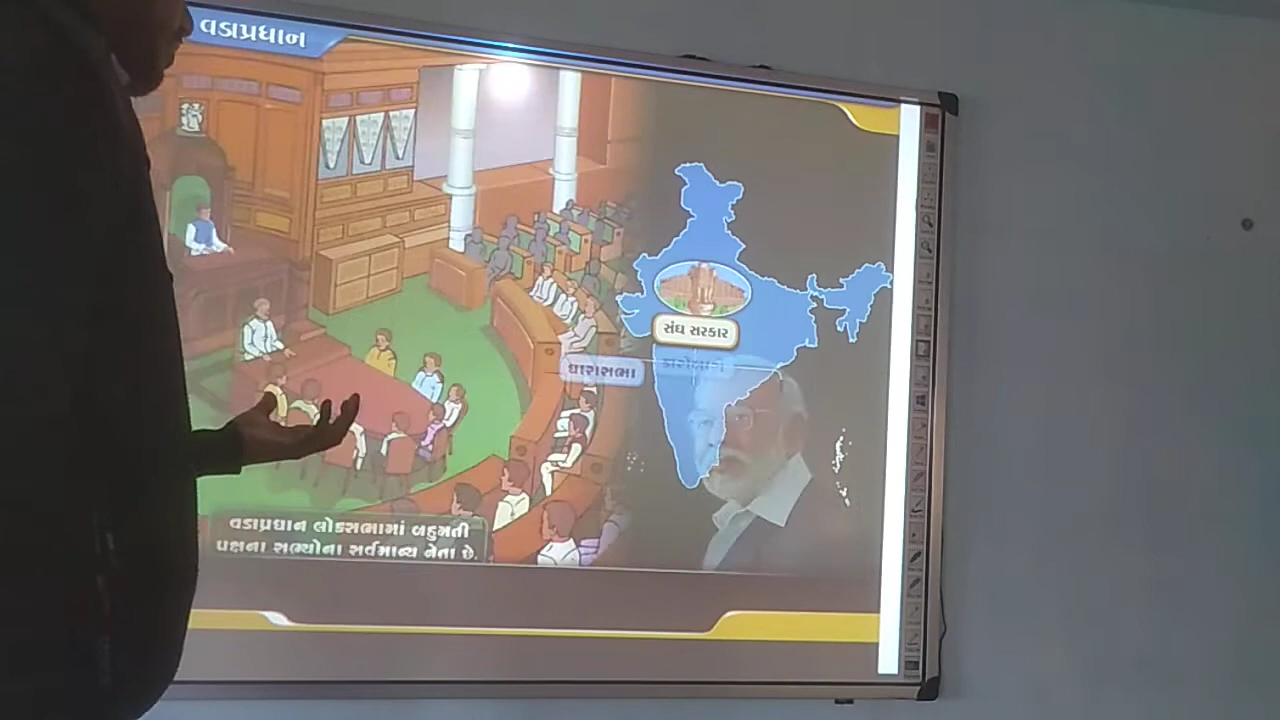 વડાપ્રધાન
સંઘ સરકાર
ધારાસભા
વડાપ્રધાન લોકસભામાં બહુમતી
પક્ષના સભ્યોના સર્વમાન્ય નેતા છે.